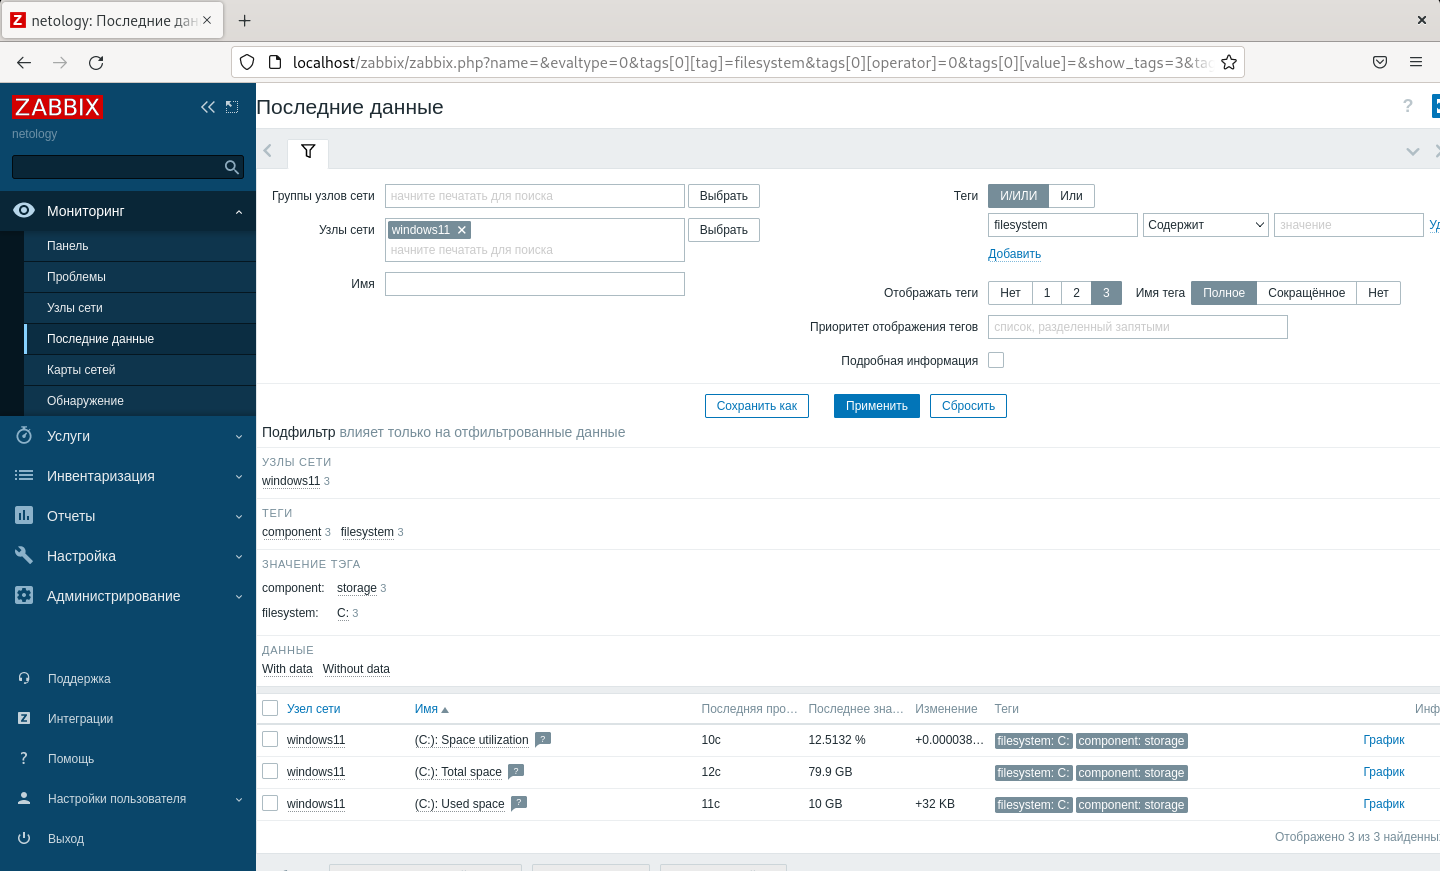 netology: Последние дан
localhost/zabbix/zabbix.php?name=&evaltype=0&tags[0][tag]=filesystem&tags[0][operator]=0&tags[0][value]=&show_tags=3&tag
ZABBIX
netology
Мониторинг
Панель
Проблемы
Узлы сети
Последние данные
Карты сетей
Обнаружение
Услуги
Инвентаризация
Отчеты
Настройка
Администрирование
Поддержка
Интеграции
Помощь
Настройки пользователя
Выход
Последние данные
Группы узлов сети начните печатать для поиска Выбрать
Узлы сети windows11 Выбрать
начните печатать для поиска
Имя
Теги И/ИЛИ Или
filesystem Содержит значение Уд
Добавить
Отображать теги Нет 1 2 3 Имя тега Полное Сокращённое Нет
Приоритет отображения тегов список, разделенный запятыми
Подробная информация
Сохранить как Применить Сбросить
Подфильтр влияет только на отфильтрованные данные
УЗЛЫ СЕТИ
windows11 3
ТЕГИ
component 3 filesystem 3
ЗНАЧЕНИЕ ТЭГА
component: storage 3
filesystem: C: 3
ДАННЫЕ
With data Without data
Узел сети Имя Последняя про… Последнее зна… Изменение Теги Инф
windows11 (C:): Space utilization ? 10с 12.5132 % +0.000038… filesystem: C: component: storage График
windows11 (C:): Total space ? 12с 79.9 GB filesystem: C: component: storage График
windows11 (C:): Used space ? 11с 10 GB +32 KB filesystem: C: component: storage График
Отображено 3 из 3 найденны